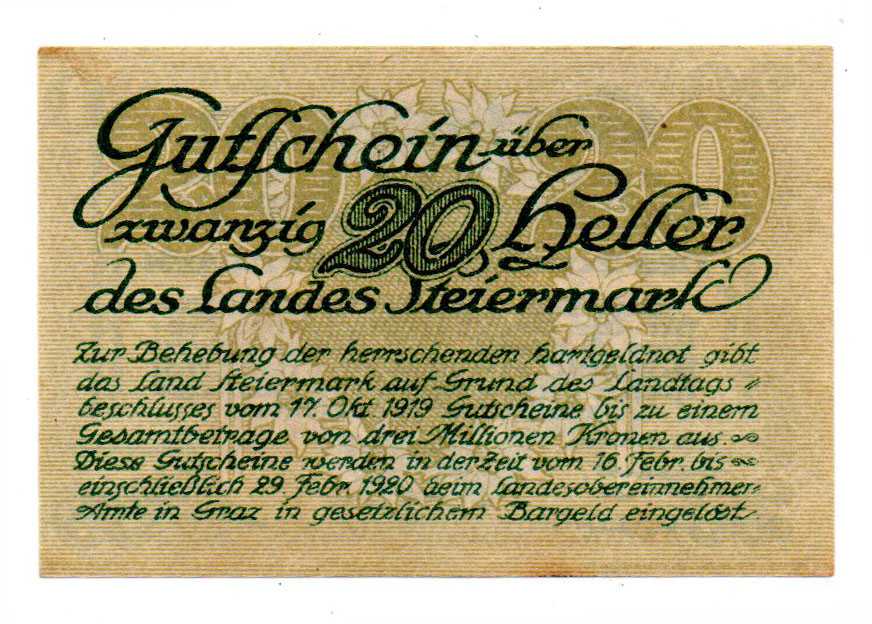 Gutschein über
zwanzig 20 Heller
des Landes Steiermark
Zur Behebung der herrschenden Hartgeldnot gibt
das Land Steiermark auf Grund des Landtags=
beschlusses vom 17. Okt 1919 Gutscheine bis zu einem
Gesamtbetrage von drei Millionen Kronen aus.
Diese Gutscheine werden in der Zeit vom 16. Febr. bis
einschließlich 29 Febr. 1920 beim Landesobereinnehmer=
Amte in Graz in gesetzlichem Bargeld eingelöst.
20 20